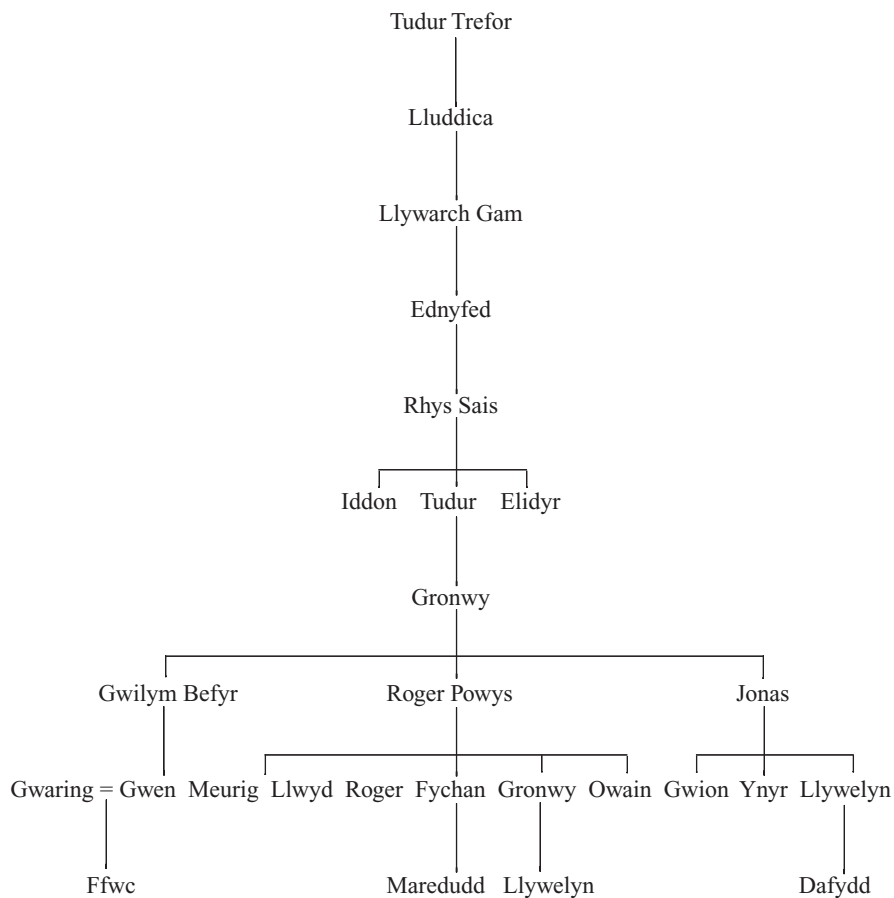 Tudur Trefor
Lluddica
Llywarch Gam
Ednyfed
Rhys Sais
Iddon Tudur Elidyr
Gronwy
Gwilym Befyr Roger Powys Jonas
Gwaring = Gwen Meurig Llwyd Roger Fychan Gronwy Owain Gwion Ynyr Llywelyn
Ffwc Maredudd Llywelyn Dafydd